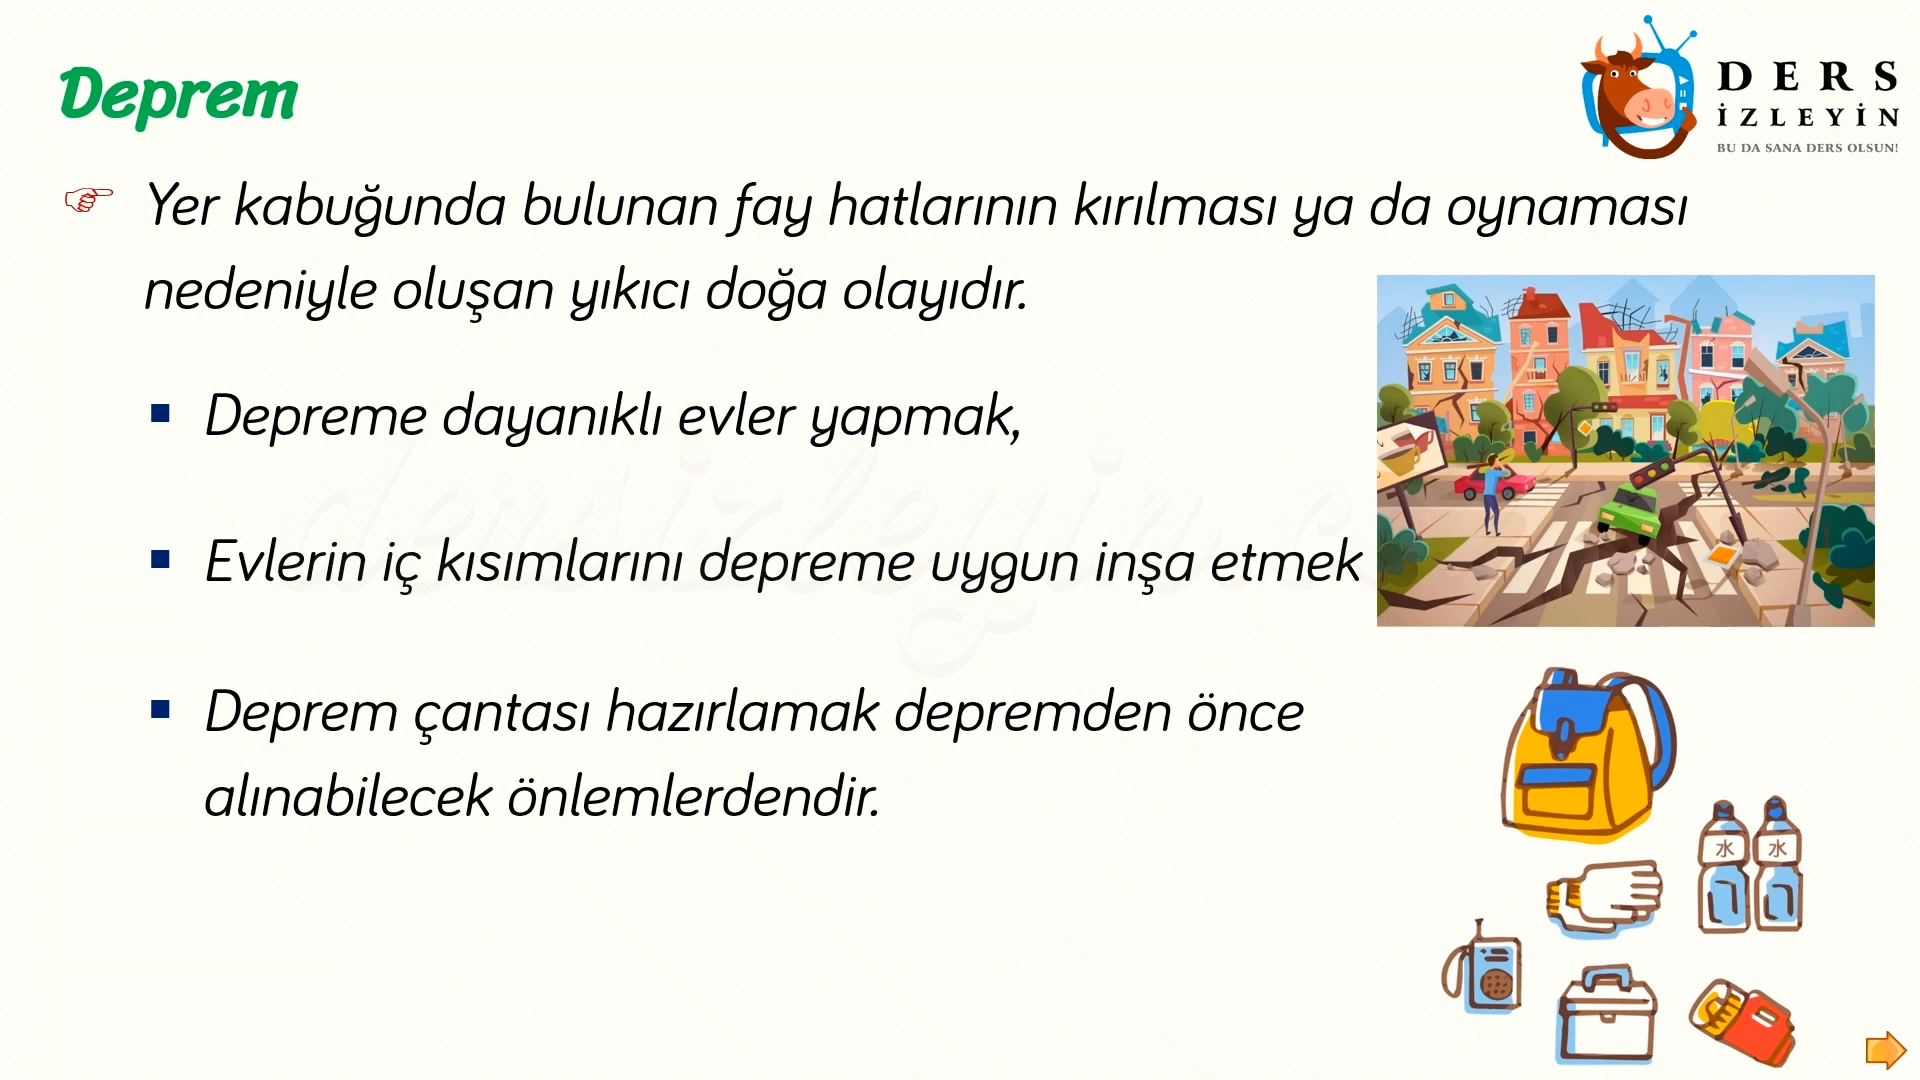 Deprem
DERS
İZLEYİN
BU DA SANA DERS OLSUN!
Yer kabuğunda bulunan fay hatlarının kırılması ya da oynaması
nedeniyle oluşan yıkıcı doğa olayıdır.
Depreme dayanıklı evler yapmak,
Evlerin iç kısımlarını depreme uygun inşa etmek
Deprem çantası hazırlamak depremden önce
alınabilecek önlemlerdendir.
水 水